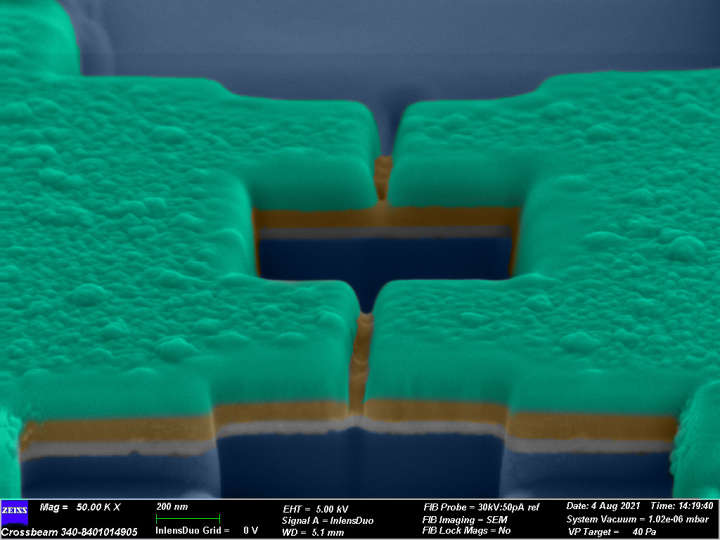 ZEISS
Mag = 50.00 K X
Crossbeam 340-8401014905
200 nm
InlensDuo Grid = 0 V
EHT = 5.00 kV
Signal A = InlensDuo
WD = 5.1 mm
FIB Probe = 30kV:50pA ref
FIB Imaging = SEM
FIB Lock Mags = No
Date: 4 Aug 2021 Time: 14:19:40
System Vacuum = 1.02e-06 mbar
VP Target = 40 Pa